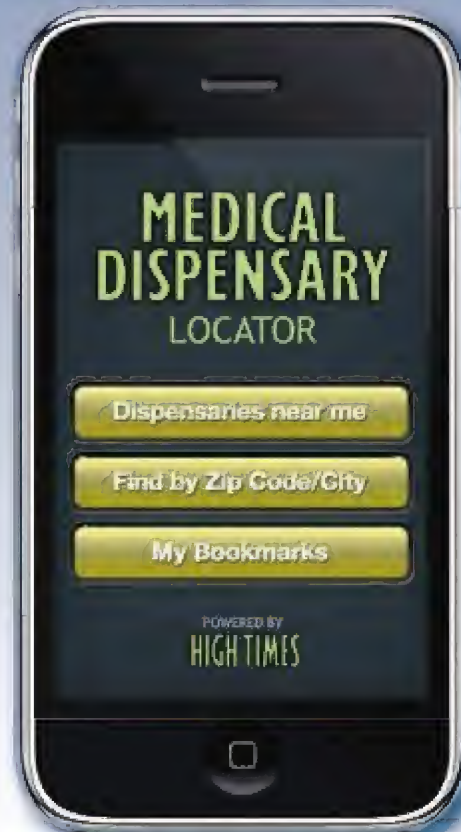 MEDICAL
DISPENSARY
LOCATOR
Dispensaries near me
Find by Zip Code/City
My Bookmarks
POWERED BY
HIGH TIMES